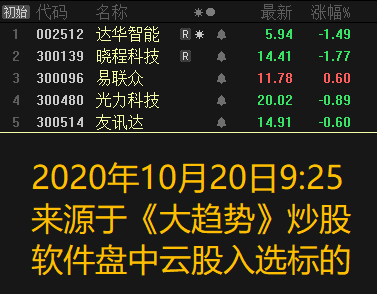 初始 代码 名称 最新 涨幅%
1 002512 达华智能 R 5.94 -1.49
2 300139 晓程科技 R 14.41 -1.77
3 300096 易联众 11.78 0.60
4 300480 光力科技 20.02 -0.89
5 300514 友讯达 14.91 -0.60
2020年10月20日9:25
来源于《大趋势》炒股
软件盘中云股入选标的